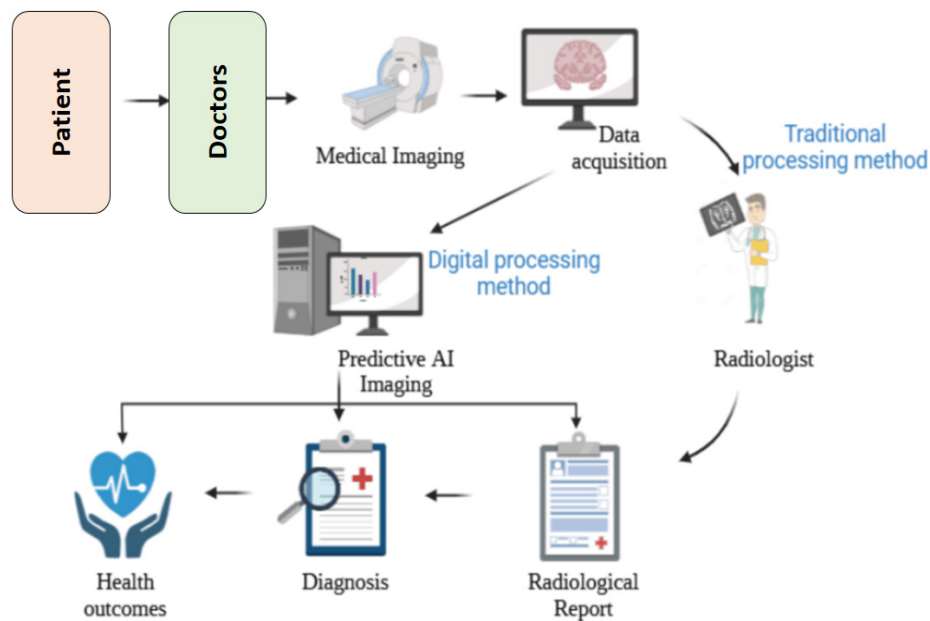 Patient
Doctors
Medical Imaging
Data
acquisition
Traditional
processing method
Digital processing
method
Predictive AI
Imaging
Radiologist
Health
outcomes
Diagnosis
Radiological
Report